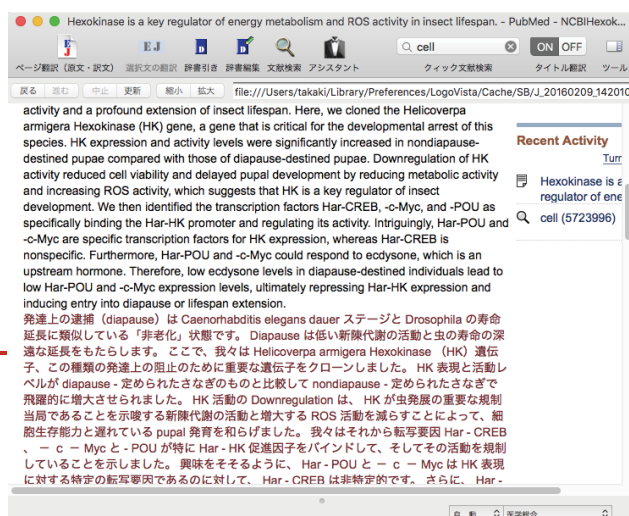 Hexokinase is a key regulator of energy metabolism and ROS activity in insect lifespan. - PubMed - NCBIHexok...
E J
cell
ON OFF
ページ翻訳（原文・訳文） 選択文の翻訳 辞書引き 辞書編集 文献検索 アシスタント クィック文献検索 タイトル翻訳 ツール
戻る 進む 中止 更新 縮小 拡大 file:///Users/takaki/Library/Preferences/LogoVista/Cache/SB/J_20160209_142010
activity and a profound extension of insect lifespan. Here, we cloned the Helicoverpa
armigera Hexokinase (HK) gene, a gene that is critical for the developmental arrest of this
species. HK expression and activity levels were significantly increased in nondiapause-
destined pupae compared with those of diapause-destined pupae. Downregulation of HK
activity reduced cell viability and delayed pupal development by reducing metabolic activity
and increasing ROS activity, which suggests that HK is a key regulator of insect
development. We then identified the transcription factors Har-CREB, -c-Myc, and -POU as
specifically binding the Har-HK promoter and regulating its activity. Intriguingly, Har-POU and
-c-Myc are specific transcription factors for HK expression, whereas Har-CREB is
nonspecific. Furthermore, Har-POU and -c-Myc could respond to ecdysone, which is an
upstream hormone. Therefore, low ecdysone levels in diapause-destined individuals lead to
low Har-POU and -c-Myc expression levels, ultimately repressing Har-HK expression and
inducing entry into diapause or lifespan extension.
発達上の逮捕（diapause）は Caenorhabditis elegans dauer ステージと Drosophila の寿命
延長に類似している「非老化」状態です。 Diapause は低い新陳代謝の活動と虫の寿命の深
遠な延長をもたらします。 ここで、我々は Helicoverpa armigera Hexokinase （HK）遺伝
子、この種類の発達上の阻止のために重要な遺伝子をクローンしました。 HK 表現と活動レ
ベルが diapause - 定められたさなぎのものと比較して nondiapause - 定められたさなぎで
飛躍的に増大させられました。 HK 活動の Downregulation は、 HK が虫発展の重要な規制
当局であることを示唆する新陳代謝の活動と増大する ROS 活動を減らすことによって、細
胞生存能力と遅れている pupal 発育を和らげました。 我々はそれから転写要因 Har - CREB
、 － c － Myc と - POU が特に Har - HK 促進因子をバインドして、そしてその活動を規制
していることを示しました。 興味をそそるように、 Har - POU と － c － Myc は HK 表現
に対する特定の転写要因であるのに対して、 Har - CREB は非特定的です。 さらに、 Har -
Recent Activity
Turn
Hexokinase is a
regulator of ene
cell (5723996)
自 動 医学総合